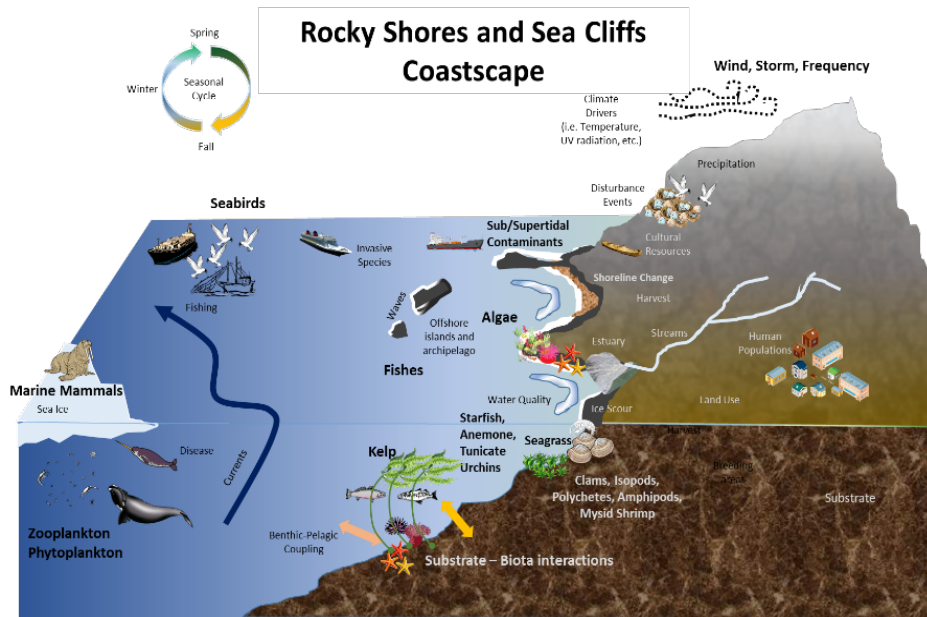 Rocky Shores and Sea Cliffs
Coastscape
Spring
Winter
Seasonal
Cycle
Fall
Wind, Storm, Frequency
Climate
Drivers
(i.e. Temperature,
UV radiation, etc.)
Precipitation
Disturbance
Events
Seabirds
Sub/Supertidal
Contaminants
Cultural
Resources
Invasive
Species
Shoreline Change
Fishing
Waves
Harvest
Offshore
islands and
archipelago
Algae
Streams
Estuary
Human
Populations
Fishes
Marine Mammals
Sea Ice
Water Quality
Ice Scour
Land Use
Starfish,
Anemone,
Tunicate
Urchins
Seagrass
Harvest
Disease
Currents
Kelp
Breeding
Clams, Isopods,
Polychetes, Amphipods,
Mysid Shrimp
Substrate
Zooplankton
Phytoplankton
Benthic-Pelagic
Coupling
Substrate – Biota interactions